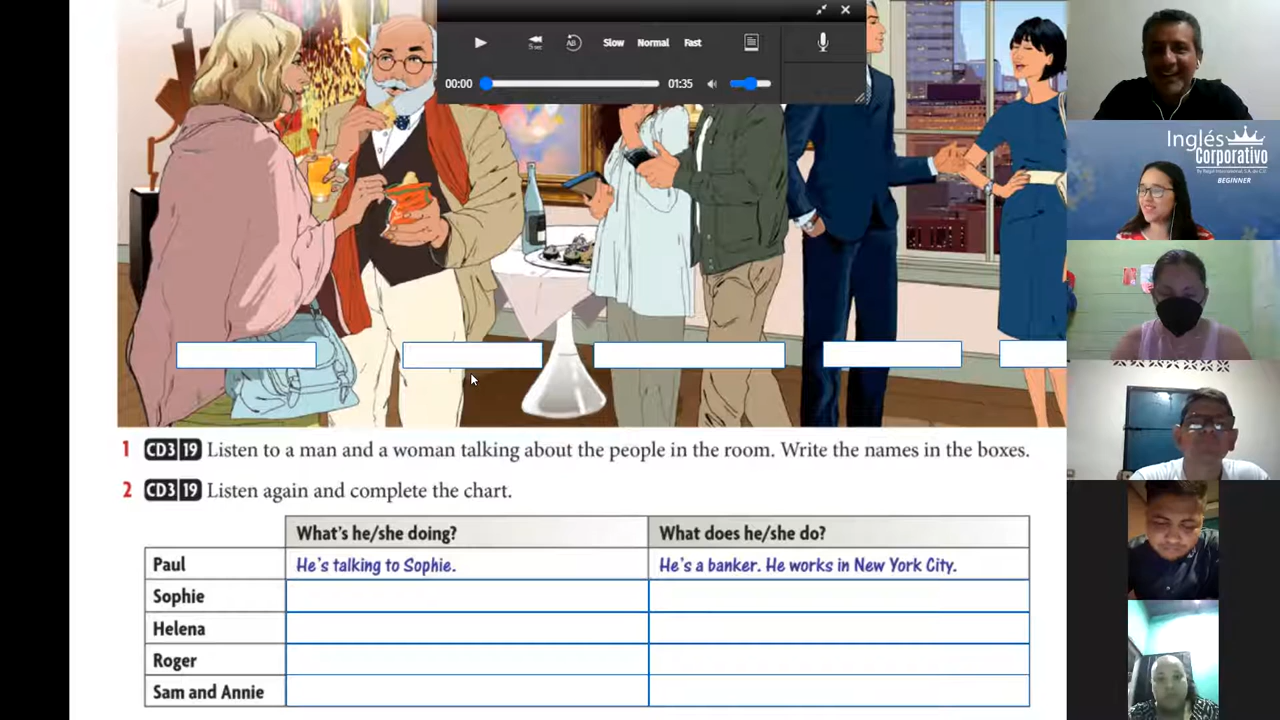 Slow Normal Fast
5 sec
AB
00:00 01:35
Inglés
Corporativo
BEGINNER
1 CD3 19 Listen to a man and a woman talking about the people in the room. Write the names in the boxes.
2 CD3 19 Listen again and complete the chart.
What's he/she doing? What does he/she do?
Paul He's talking to Sophie. He's a banker. He works in New York City.
Sophie
Helena
Roger
Sam and Annie